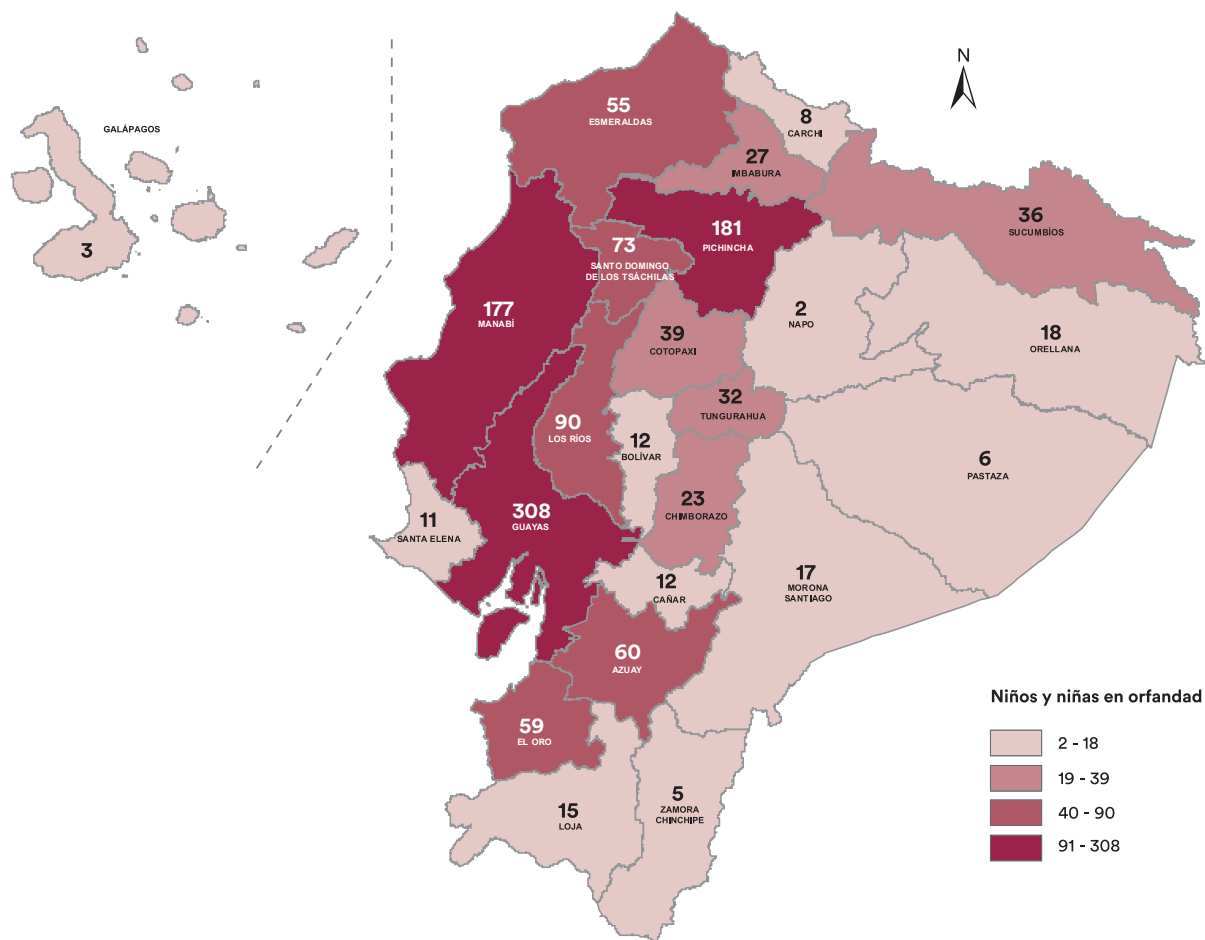 N
GALÁPAGOS
3
55
ESMERALDAS
8
CARCHI
27
IMBABURA
36
SUCUMBÍOS
181
PICHINCHA
73
SANTO DOMINGO
DE LOS TSÁCHILAS
177
MANABÍ
2
NAPO
18
ORELLANA
39
COTOPAXI
32
TUNGURAHUA
90
LOS RÍOS
12
BOLÍVAR
6
PASTAZA
23
CHIMBORAZO
308
GUAYAS
11
SANTA ELENA
12
CAÑAR
17
MORONA
SANTIAGO
60
AZUAY
59
EL ORO
15
LOJA
5
ZAMORA
CHINCHIPE
Niños y niñas en orfandad
2 - 18
19 - 39
40 - 90
91 - 308